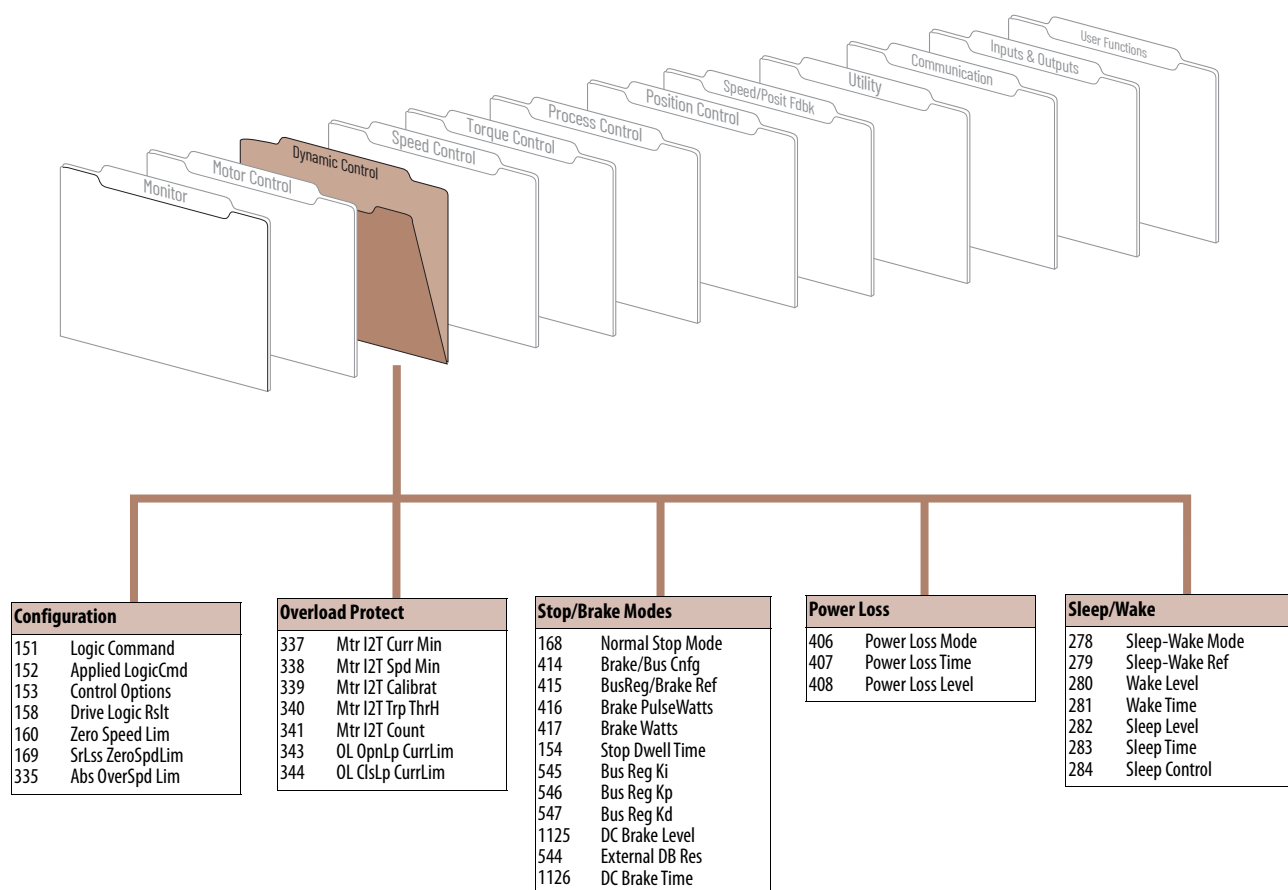 User Functions
Inputs & Outputs
Communication
Utility
Speed/Posit Fdbk
Position Control
Process Control
Torque Control
Speed Control
Dynamic Control
Motor Control
Monitor
Configuration
151 Logic Command
152 Applied LogicCmd
153 Control Options
158 Drive Logic Rslt
160 Zero Speed Lim
169 SrLss ZeroSpdLim
335 Abs OverSpd Lim
Overload Protect
337 Mtr I2T Curr Min
338 Mtr I2T Spd Min
339 Mtr I2T Calibrat
340 Mtr I2T Trp ThrH
341 Mtr I2T Count
343 OL OpnLp CurrLim
344 OL ClsLp CurrLim
Stop/Brake Modes
168 Normal Stop Mode
414 Brake/Bus Cnfg
415 BusReg/Brake Ref
416 Brake PulseWatts
417 Brake Watts
154 Stop Dwell Time
545 Bus Reg Ki
546 Bus Reg Kp
547 Bus Reg Kd
1125 DC Brake Level
544 External DB Res
1126 DC Brake Time
Power Loss
406 Power Loss Mode
407 Power Loss Time
408 Power Loss Level
Sleep/Wake
278 Sleep-Wake Mode
279 Sleep-Wake Ref
280 Wake Level
281 Wake Time
282 Sleep Level
283 Sleep Time
284 Sleep Control